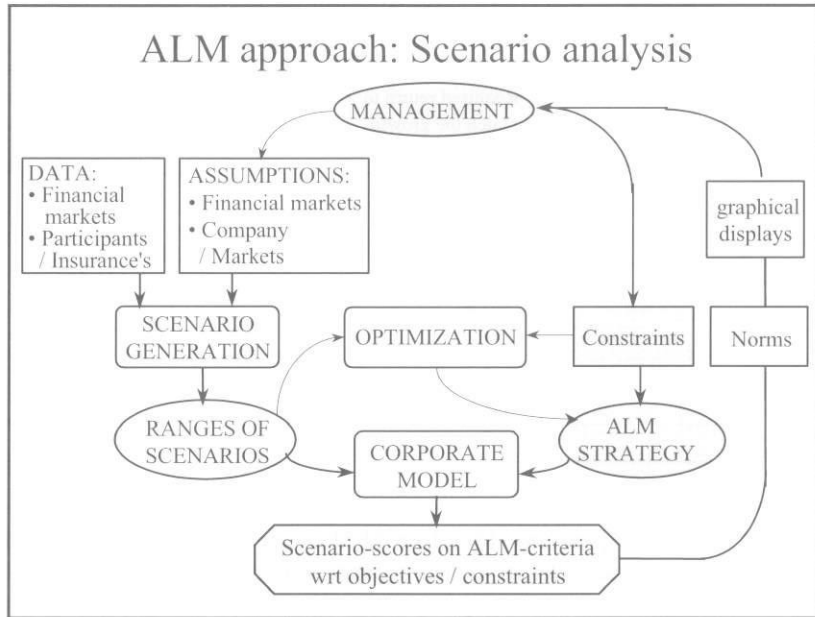 ALM approach: Scenario analysis
MANAGEMENT
DATA:
• Financial
markets
• Participants
/ Insurance's
ASSUMPTIONS:
• Financial markets
• Company
/ Markets
graphical
displays
SCENARIO
GENERATION
OPTIMIZATION
Constraints
Norms
RANGES OF
SCENARIOS
CORPORATE
MODEL
ALM
STRATEGY
Scenario-scores on ALM-criteria
wrt objectives / constraints